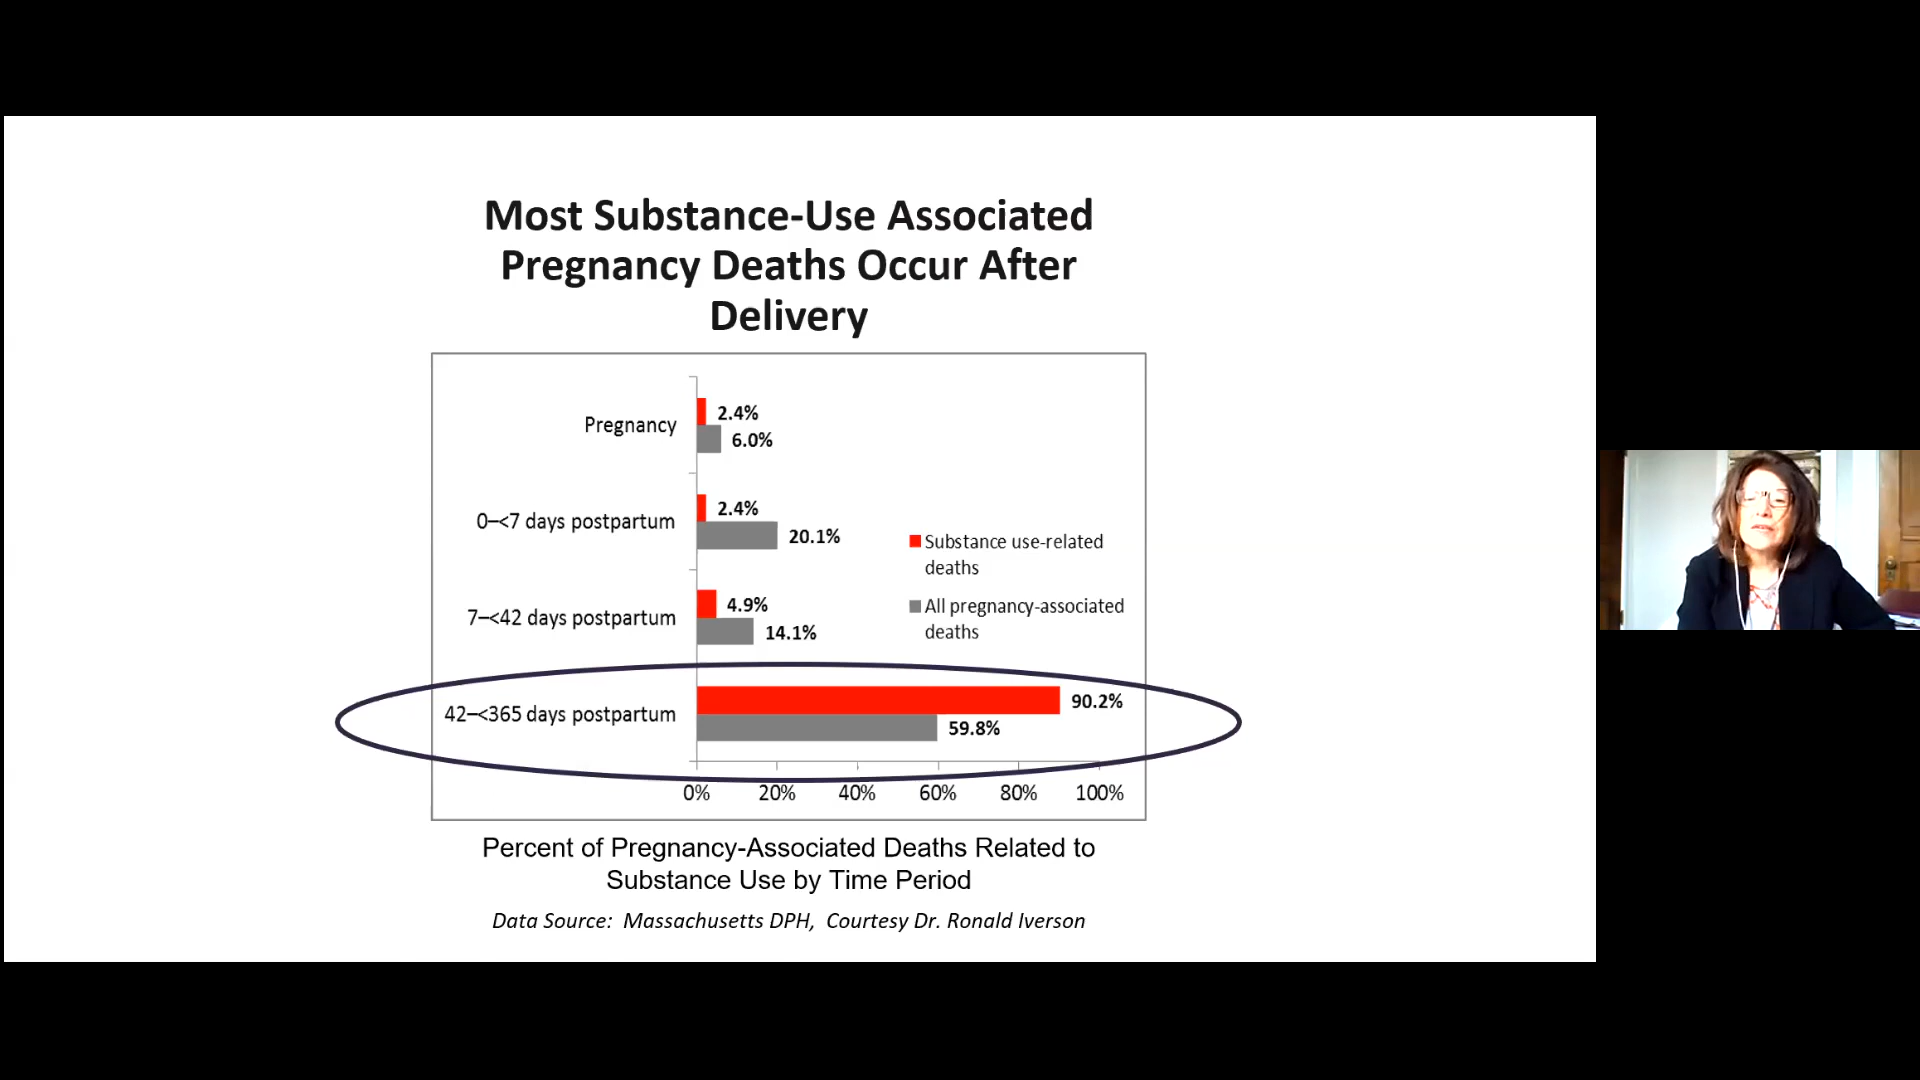 Most Substance-Use Associated
Pregnancy Deaths Occur After
Delivery
Pregnancy
2.4%
6.0%
0–<7 days postpartum
2.4%
20.1%
7–<42 days postpartum
4.9%
14.1%
42–<365 days postpartum
90.2%
59.8%
Substance use-related
deaths
All pregnancy-associated
deaths
0% 20% 40% 60% 80% 100%
Percent of Pregnancy-Associated Deaths Related to
Substance Use by Time Period
Data Source: Massachusetts DPH, Courtesy Dr. Ronald Iverson